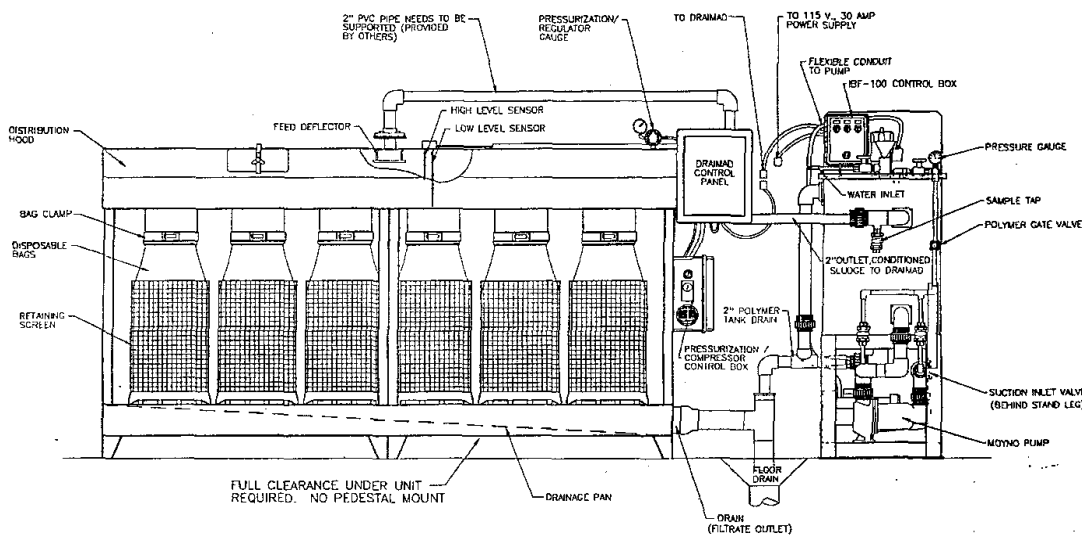 2" PVC PIPE NEEDS TO BE
SUPPORTED (PROVIDED
BY OTHERS)
PRESSURIZATION/
REGULATOR
GAUGE
TO DRAIMAD
TO 115 V., 30 AMP
POWER SUPPLY
FLEXIBLE CONDUIT
TO PUMP
IBF-100 CONTROL BOX
HIGH LEVEL SENSOR
LOW LEVEL SENSOR
FEED DEFLECTOR
DISTRIBUTION
HOOD
DRAIMAD
CONTROL
PANEL
PRESSURE GAUGE
WATER INLET
SAMPLE TAP
POLYMER GATE VALVE
BAG CLAMP
DISPOSABLE
BAGS
2" OUTLET, CONDITIONED
SLUDGE TO DRAIMAD
RETAINING
SCREEN
2" POLYMER
TANK DRAIN
PRESSURIZATION /
COMPRESSOR
CONTROL BOX
SUCTION INLET VALVE
(BEHIND STAND LEG)
MOYNO PUMP
FLOOR
DRAIN
FULL CLEARANCE UNDER UNIT
REQUIRED. NO PEDESTAL MOUNT
DRAINAGE PAN
DRAIN
(FILTRATE OUTLET)